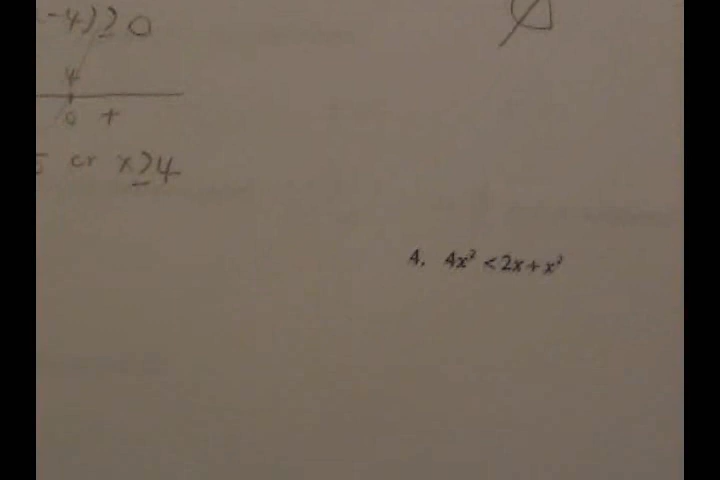 -4) ≥ 0
4
0 +
or x ≥ 4
∅
4. 4x² < 2x + x²